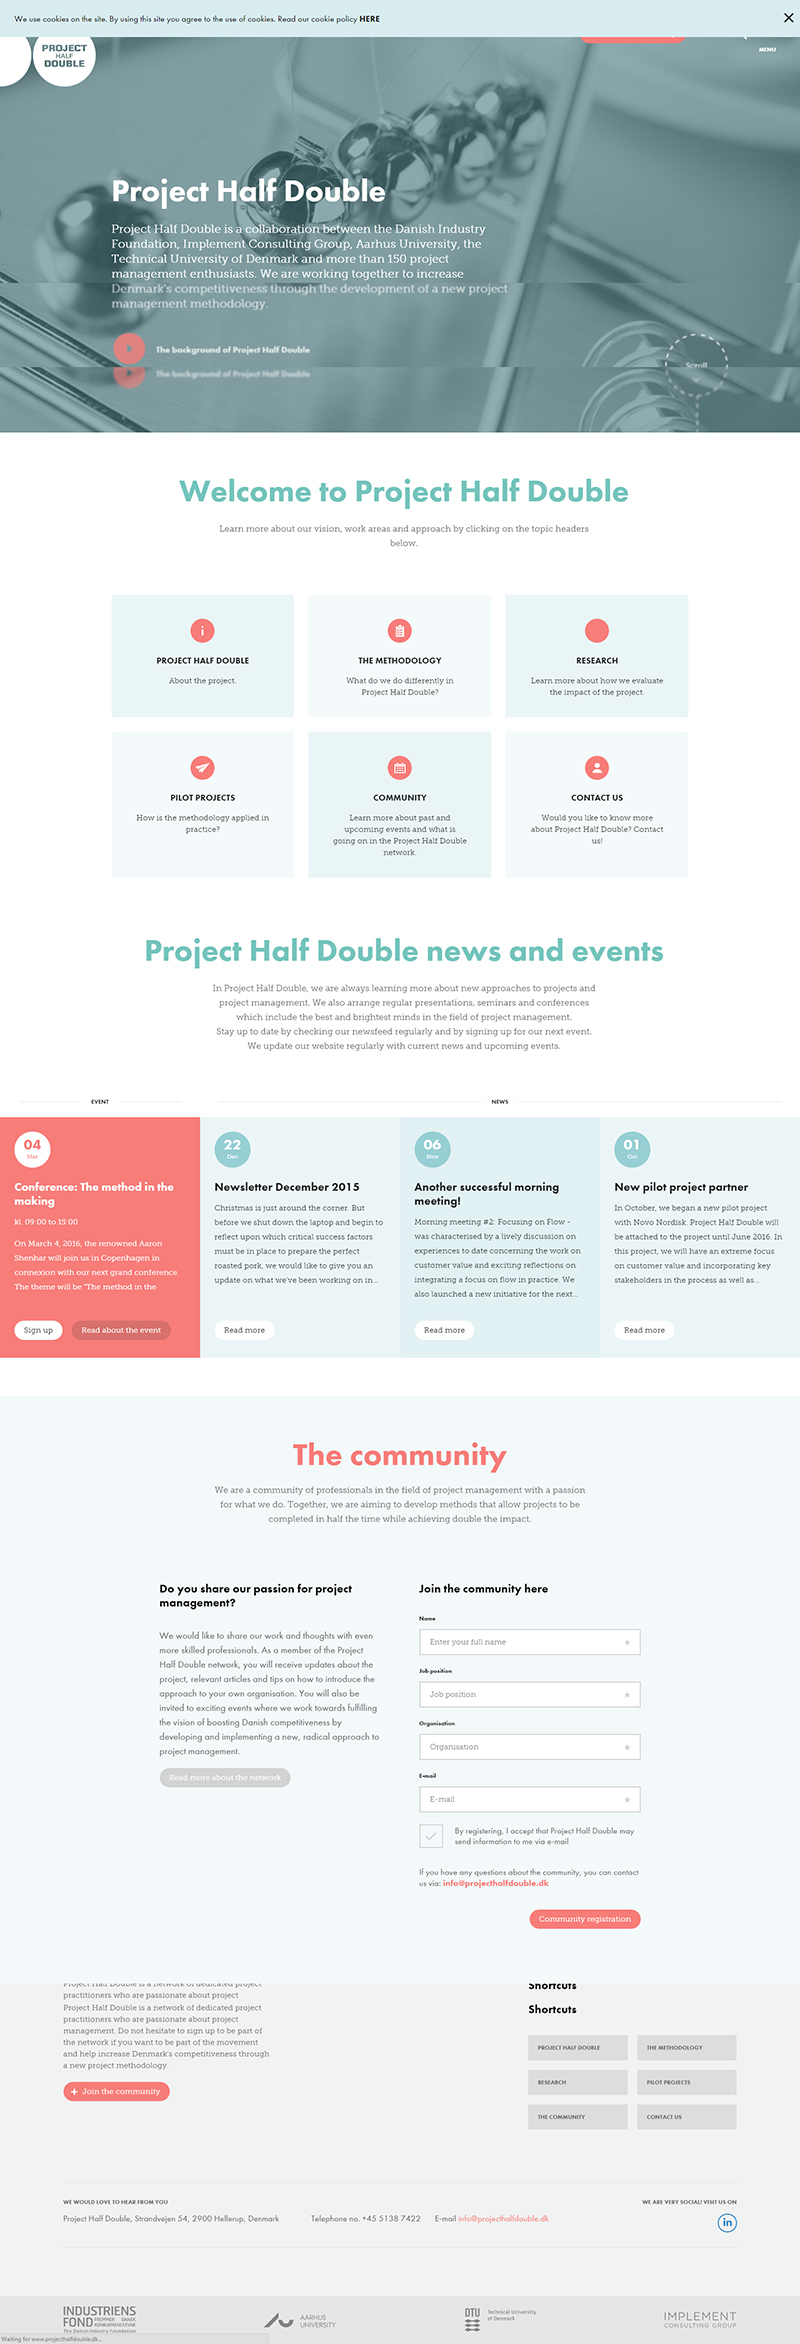 We use cookies on the site. By using this site you agree to the use of cookies. Read our cookie policy HERE
PROJECT
HALF
DOUBLE
MENU
Project Half Double
Project Half Double is a collaboration between the Danish Industry
Foundation, Implement Consulting Group, Aarhus University, the
Technical University of Denmark and more than 150 project
management enthusiasts. We are working together to increase
Denmark's competitiveness through the development of a new project
management methodology.
The background of Project Half Double
Scroll
The background of Project Half Double
Welcome to Project Half Double
Learn more about our vision, work areas and approach by clicking on the topic headers
below.
PROJECT HALF DOUBLE
About the project.
THE METHODOLOGY
What do we do differently in
Project Half Double?
RESEARCH
Learn more about how we evaluate
the impact of the project.
PILOT PROJECTS
How is the methodology applied in
practice?
COMMUNITY
Learn more about past and
upcoming events and what is
going on in the Project Half Double
network.
CONTACT US
Would you like to know more
about Project Half Double? Contact
us!
Project Half Double news and events
In Project Half Double, we are always learning more about new approaches to projects and
project management. We also arrange regular presentations, seminars and conferences
which include the best and brightest minds in the field of project management.
Stay up to date by checking our newsfeed regularly and by signing up for our next event.
We update our website regularly with current news and upcoming events.
EVENT
NEWS
04
Mar
Conference: The method in the
making
kl. 09:00 to 15:00
On March 4, 2016, the renowned Aaron
Shenhar will join us in Copenhagen in
connexion with our next grand conference.
The theme will be "The method in the
Sign up
Read about the event
22
Dec
Newsletter December 2015
Christmas is just around the corner. But
before we shut down the laptop and begin to
reflect upon which critical success factors
must be in place to prepare the perfect
roasted pork, we would like to give you an
update on what we've been working on in...
Read more
06
Nov
Another successful morning
meeting!
Morning meeting #2: Focusing on Flow -
was characterised by a lively discussion on
experiences to date concerning the work on
customer value and exciting reflections on
integrating a focus on flow in practice. We
also launched a new initiative for the next...
Read more
01
Oct
New pilot project partner
In October, we began a new pilot project
with Novo Nordisk. Project Half Double will
be attached to the project until June 2016. In
this project, we will have an extreme focus
on customer value and incorporating key
stakeholders in the process as well as...
Read more
The community
We are a community of professionals in the field of project management with a passion
for what we do. Together, we are aiming to develop methods that allow projects to be
completed in half the time while achieving double the impact.
Do you share our passion for project
management?
We would like to share our work and thoughts with even
more skilled professionals. As a member of the Project
Half Double network, you will receive updates about the
project, relevant articles and tips on how to introduce the
approach to your own organisation. You will also be
invited to exciting events where we work towards fulfilling
the vision of boosting Danish competitiveness by
developing and implementing a new, radical approach to
project management.
Read more about the network
Join the community here
Name
Enter your full name *
Job position
Job position *
Organisation
Organisation *
E-mail
E-mail *
By registering, I accept that Project Half Double may
send information to me via e-mail
If you have any questions about the community, you can contact
us via: info@projecthalfdouble.dk
Community registration
Project Half Double is a network of dedicated project
practitioners who are passionate about project
Project Half Double is a network of dedicated project
practitioners who are passionate about project
management. Do not hesitate to sign up to be part of
the network if you want to be part of the movement
and help increase Denmark's competitiveness through
a new project methodology.
+ Join the community
Shortcuts
Shortcuts
PROJECT HALF DOUBLE
THE METHODOLOGY
RESEARCH
PILOT PROJECTS
THE COMMUNITY
CONTACT US
WE WOULD LOVE TO HEAR FROM YOU
Project Half Double, Strandvejen 54, 2900 Hellerup, Denmark
Telephone no. +45 5138 7422
E-mail info@projecthalfdouble.dk
WE ARE VERY SOCIAL! VISIT US ON
in
INDUSTRIENS
FOND FREMMER DANSK
KONKURRENCEEVNE
The Danish Industry Foundation
AARHUS
UNIVERSITY
DTU
Technical University
of Denmark
IMPLEMENT
CONSULTING GROUP
Waiting for www.projecthalfdouble.dk...